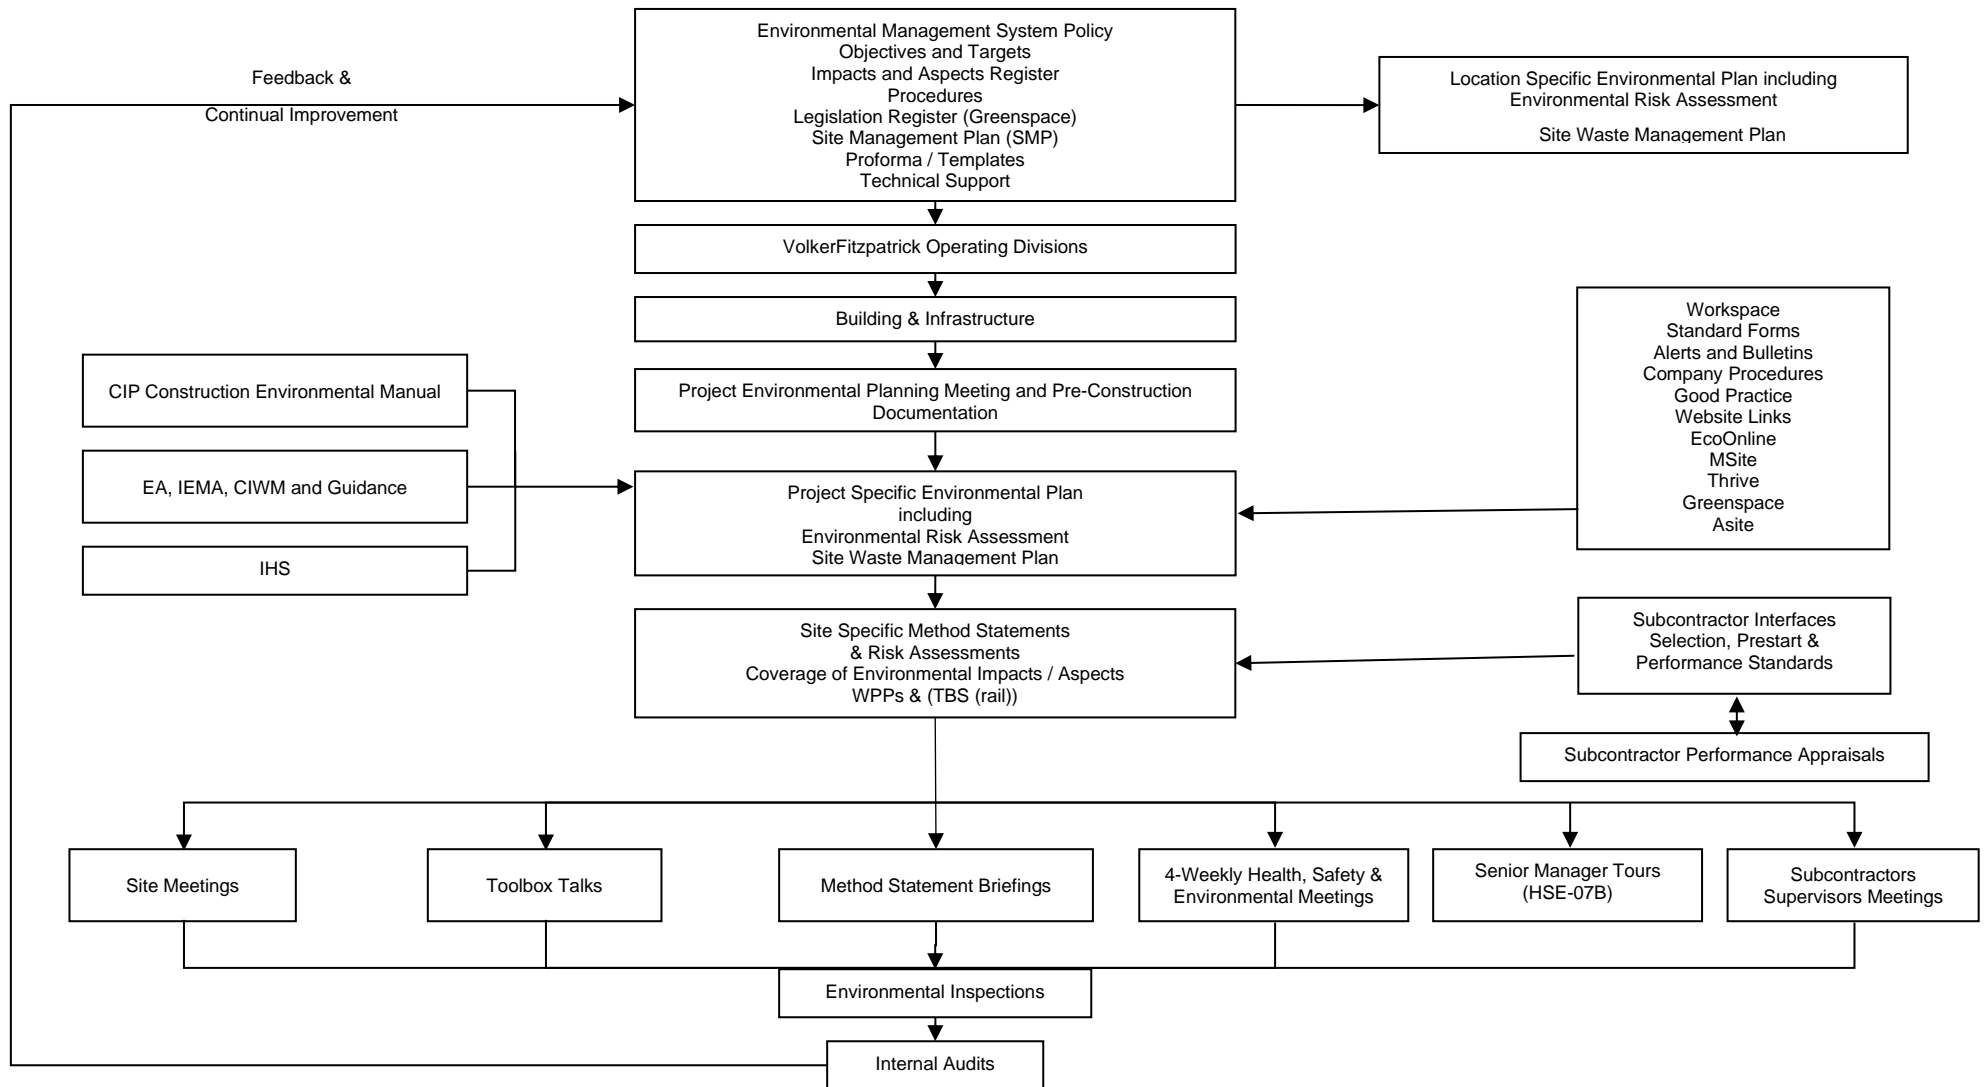 Environmental Management System Policy
Objectives and Targets
Impacts and Aspects Register
Procedures
Legislation Register (Greenspace)
Site Management Plan (SMP)
Proforma / Templates
Technical Support
Feedback &
Continual Improvement
Location Specific Environmental Plan including
Environmental Risk Assessment
Site Waste Management Plan
VolkerFitzpatrick Operating Divisions
Building & Infrastructure
Project Environmental Planning Meeting and Pre-Construction
Documentation
CIP Construction Environmental Manual
EA, IEMA, CIWM and Guidance
IHS
Project Specific Environmental Plan
including
Environmental Risk Assessment
Site Waste Management Plan
Workspace
Standard Forms
Alerts and Bulletins
Company Procedures
Good Practice
Website Links
EcoOnline
MSite
Thrive
Greenspace
Asite
Site Specific Method Statements
& Risk Assessments
Coverage of Environmental Impacts / Aspects
WPPs & (TBS (rail))
Subcontractor Interfaces
Selection, Prestart &
Performance Standards
Subcontractor Performance Appraisals
Site Meetings
Toolbox Talks
Method Statement Briefings
4-Weekly Health, Safety &
Environmental Meetings
Senior Manager Tours
(HSE-07B)
Subcontractors
Supervisors Meetings
Environmental Inspections
Internal Audits